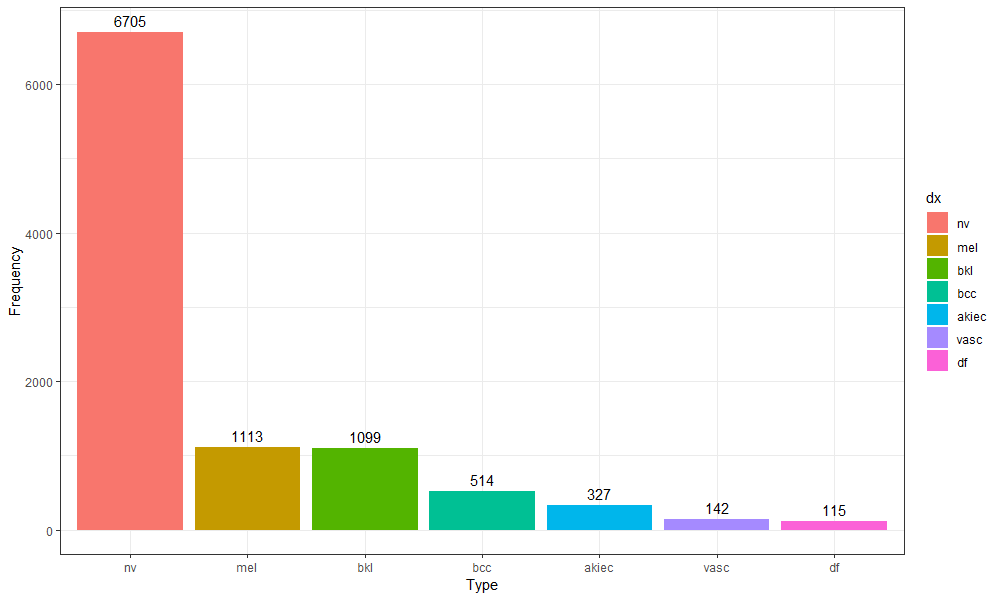 6705
1113
1099
514
327
142
115
6000
4000
2000
0
Frequency
nv
mel
bkl
bcc
akiec
vasc
df
Type
dx
nv
mel
bkl
bcc
akiec
vasc
df